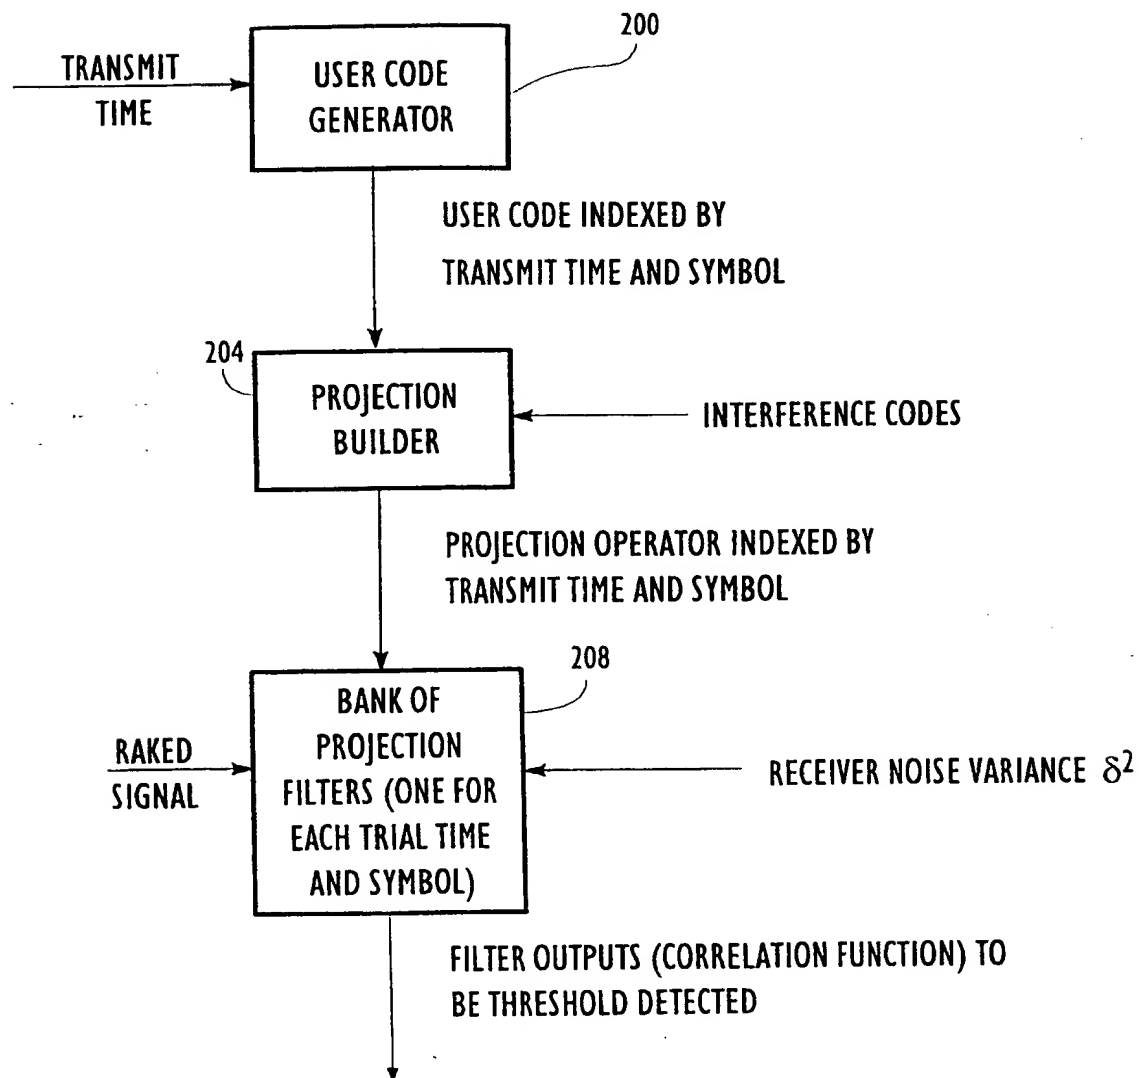 200
TRANSMIT
TIME
USER CODE
GENERATOR
USER CODE INDEXED BY
TRANSMIT TIME AND SYMBOL
204
PROJECTION
BUILDER
INTERFERENCE CODES
PROJECTION OPERATOR INDEXED BY
TRANSMIT TIME AND SYMBOL
208
BANK OF
PROJECTION
FILTERS (ONE FOR
EACH TRIAL TIME
AND SYMBOL)
RAKED
SIGNAL
RECEIVER NOISE VARIANCE δ²
FILTER OUTPUTS (CORRELATION FUNCTION) TO
BE THRESHOLD DETECTED